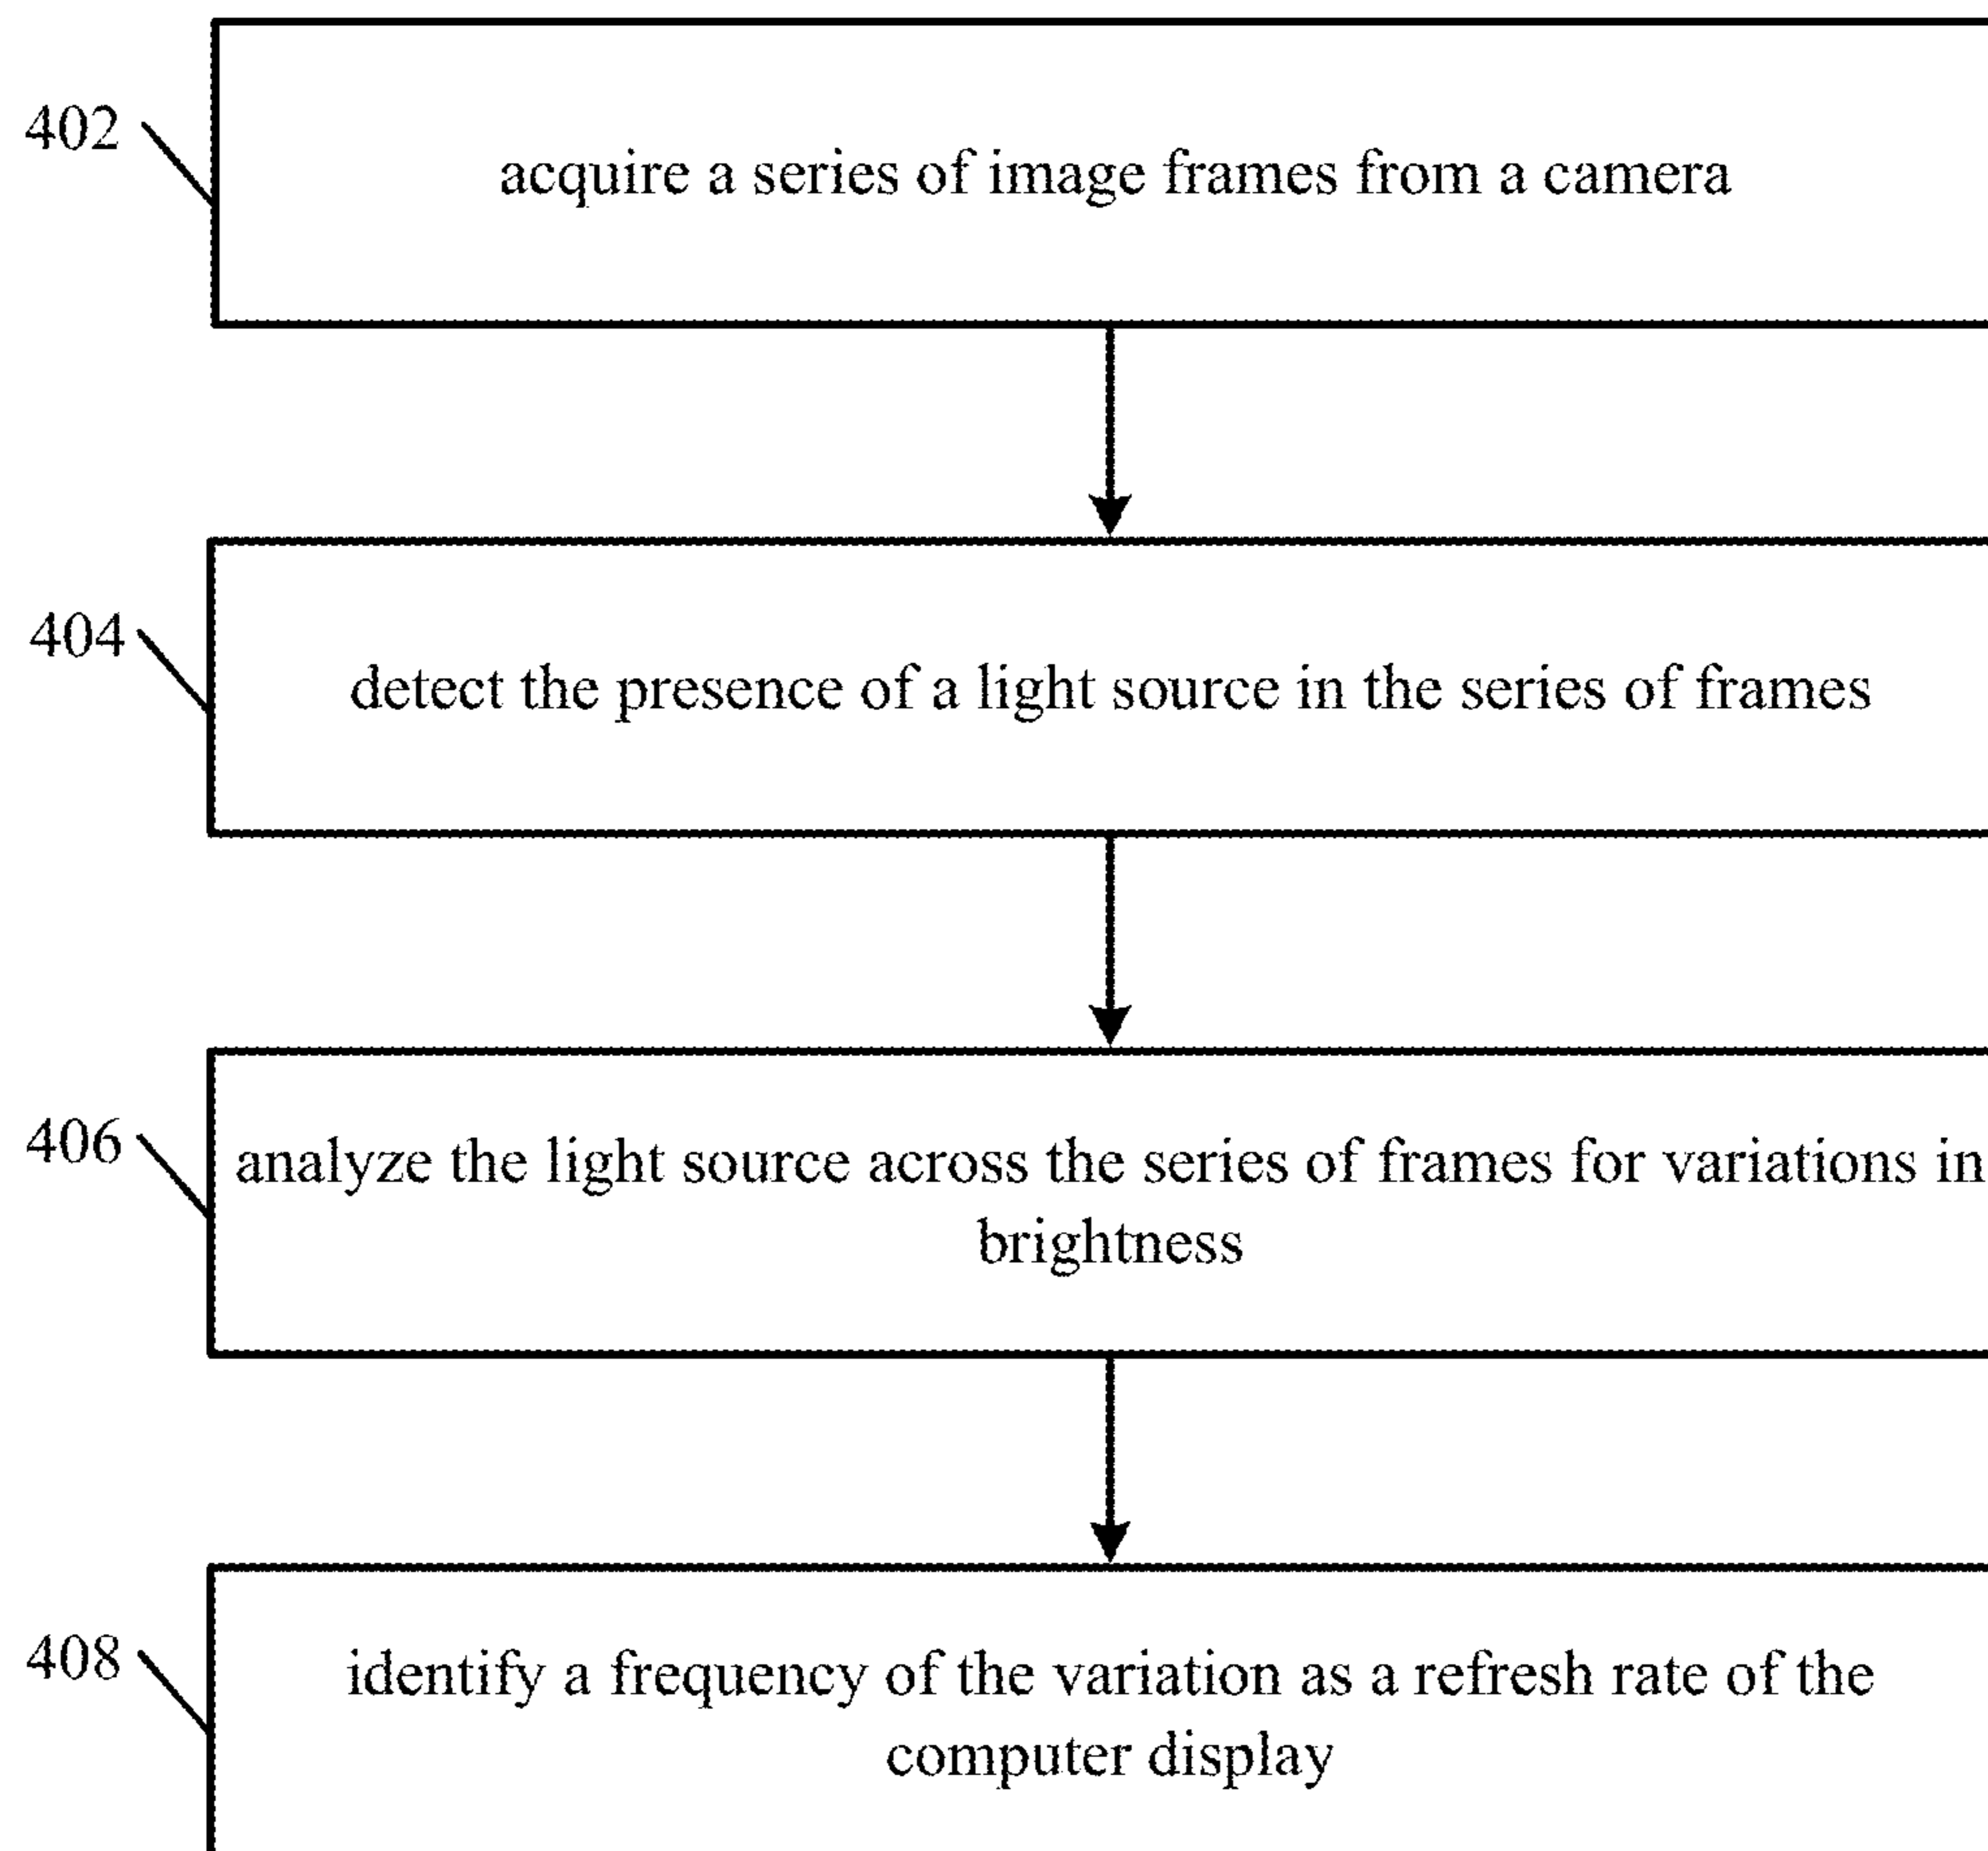 402
acquire a series of image frames from a camera
404
detect the presence of a light source in the series of frames
406
analyze the light source across the series of frames for variations in
brightness
408
identify a frequency of the variation as a refresh rate of the
computer display